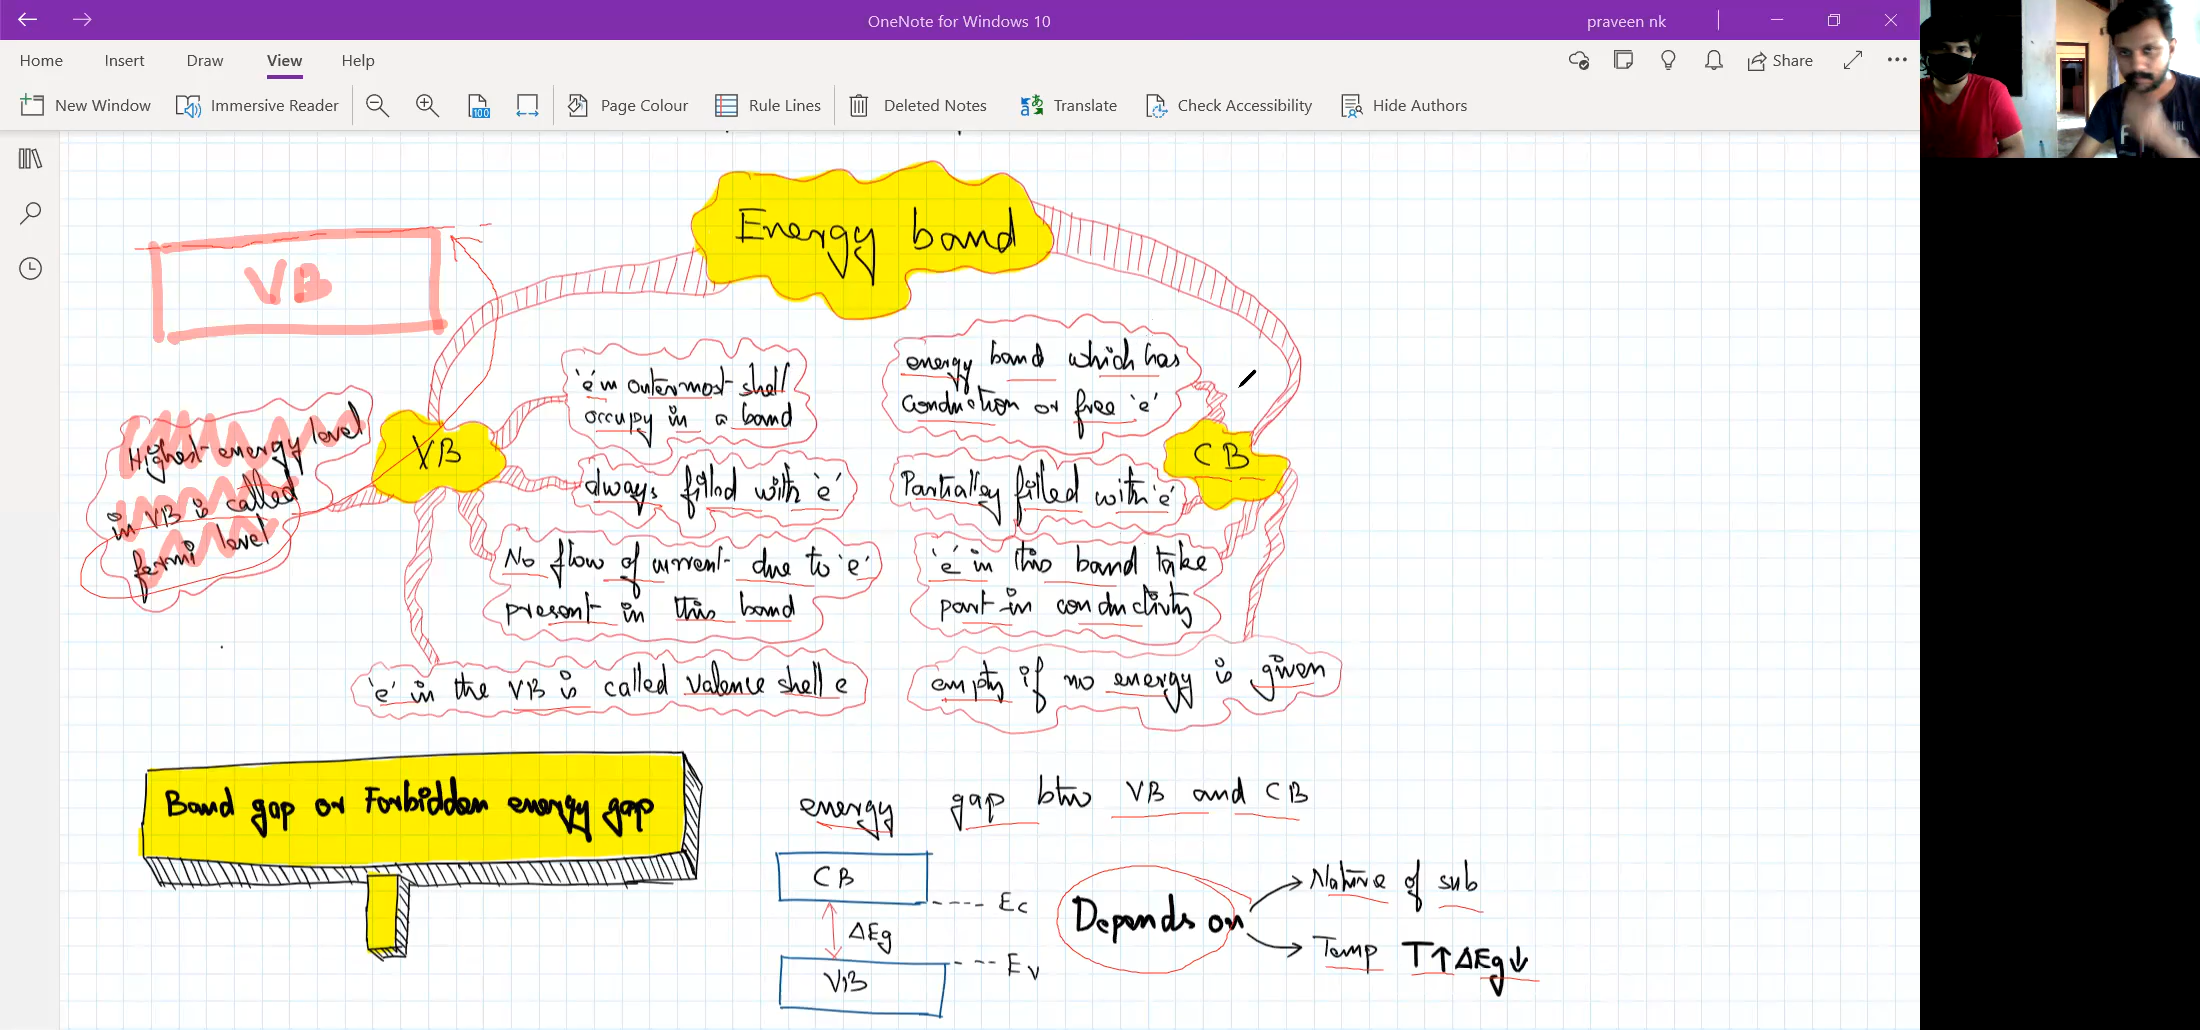 OneNote for Windows 10
praveen nk
Home Insert Draw View Help
Share
New Window Immersive Reader Page Colour Rule Lines Deleted Notes Translate Check Accessibility Hide Authors
100
Energy band
VB
'e' in outermost shell
occupy in a band
energy band which has
conduction or free 'e'
Highest energy level
in VB is called
fermi level
VB
CB
always filled with 'e'
Partially filled with 'e'
No flow of current due to 'e'
present in this band
'e' in this band take
part in conductivity
'e' in the VB is called valence shell e
empty if no energy is given
Band gap or Forbidden energy gap
energy gap btw VB and CB
CB
---- Ec
ΔEg
VB
--- Ev
Depends on
Nature of sub
Temp T↑ ΔEg↓